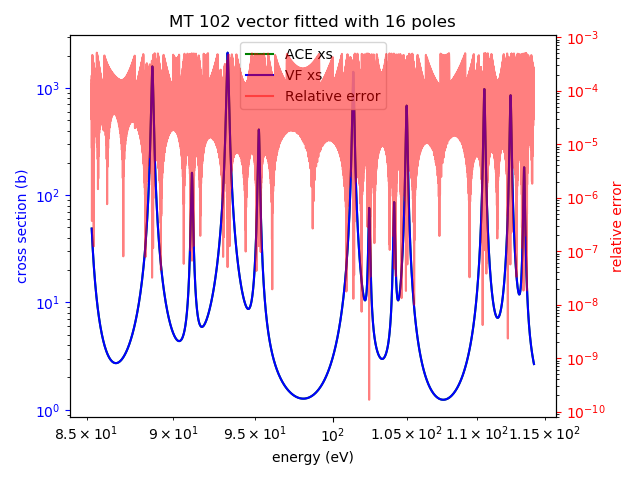 MT 102 vector fitted with 16 poles
ACE xs
VF xs
Relative error
cross section (b)
10³
10²
10¹
10⁰
10⁻³
10⁻⁴
10⁻⁵
10⁻⁶
10⁻⁷
10⁻⁸
10⁻⁹
10⁻¹⁰
relative error
8.5 × 10¹ 9 × 10¹ 9.5 × 10¹ 10² 1.05 × 10² 1.1 × 10² 1.15 × 10²
energy (eV)